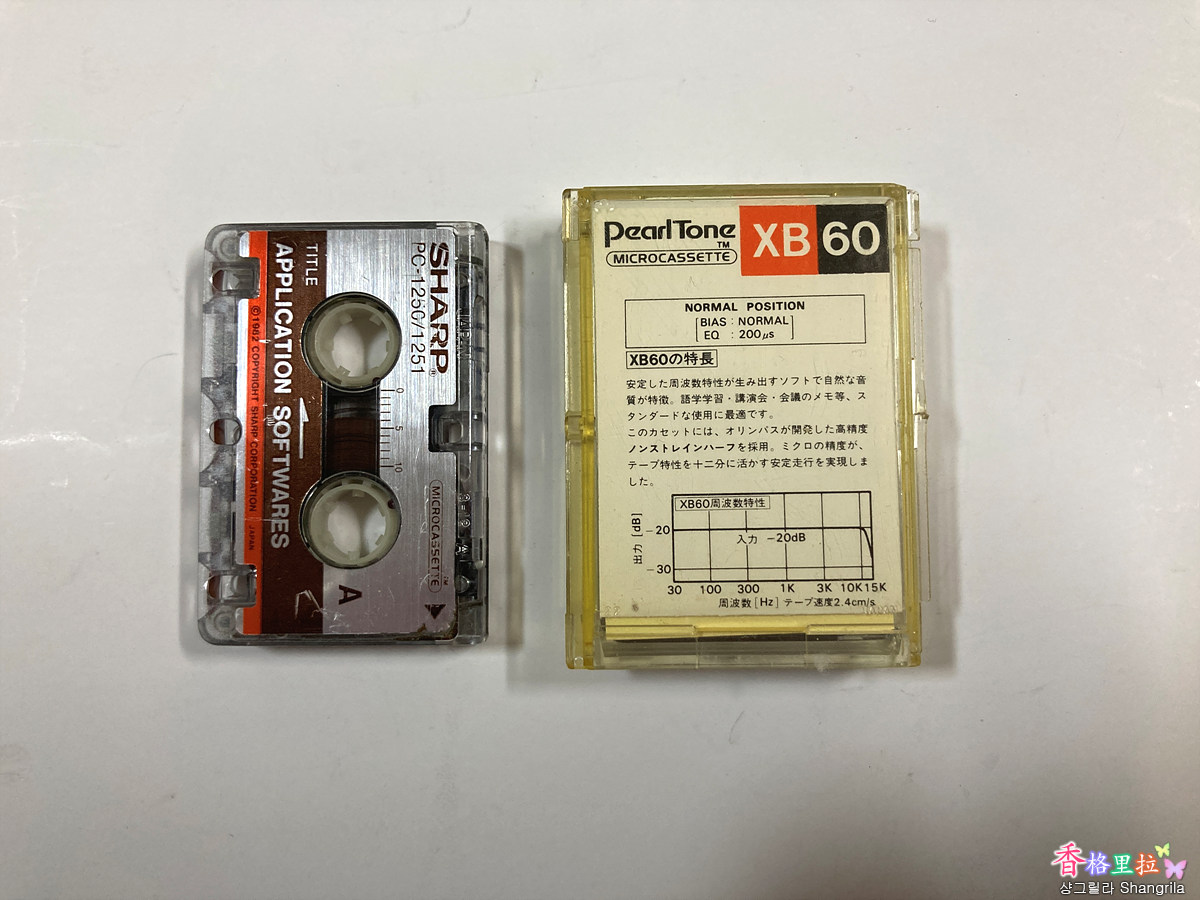 SHARP®
PC-1250/1251
0 5 10
MICROCASSETTE™
TITLE
A
APPLICATION SOFTWARES
©1982 COPYRIGHT SHARP CORPORATION JAPAN
PearlTone™
MICROCASSETTE
XB 60
NORMAL POSITION
BIAS : NORMAL
EQ : 200μs
XB60の特長
安定した周波数特性が生み出すソフトで自然な音
質が特徴。語学学習・講演会・会議のメモ等、ス
タンダードな使用に最適です。
このカセットには、オリンパスが開発した高精度
ノンストレインハーフを採用。ミクロの精度が、
テープ特性を十二分に活かす安定走行を実現しま
した。
XB60周波数特性
出力 [dB]
-20
入力 -20dB
-30
30 100 300 1K 3K 10K 15K
周波数 [Hz] テープ速度2.4cm/s
香格里拉
샹그릴라 Shangrila